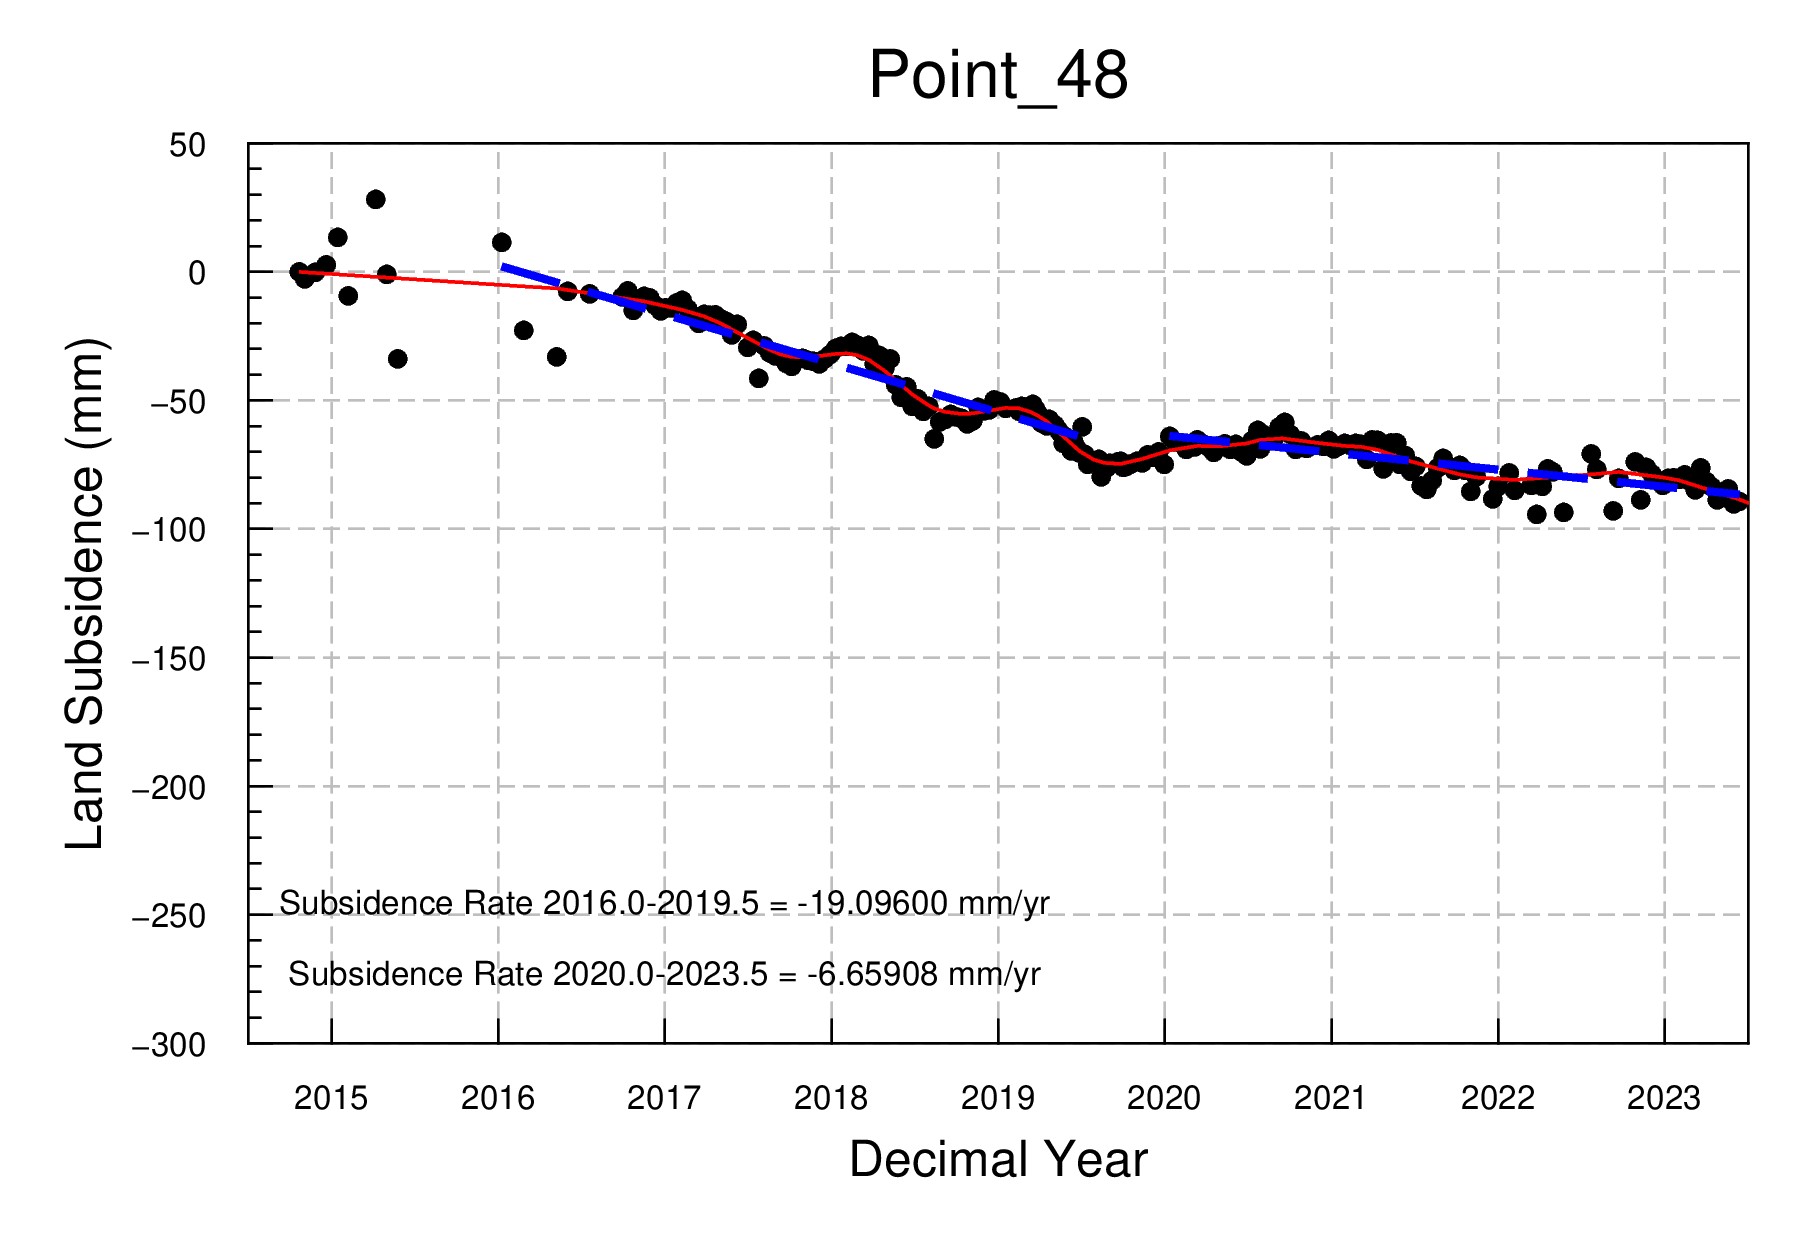 Point_48
50
0
−50
−100
−150
−200
−250
−300
Land Subsidence (mm)
Subsidence Rate 2016.0-2019.5 = -19.09600 mm/yr
Subsidence Rate 2020.0-2023.5 = -6.65908 mm/yr
2015 2016 2017 2018 2019 2020 2021 2022 2023
Decimal Year